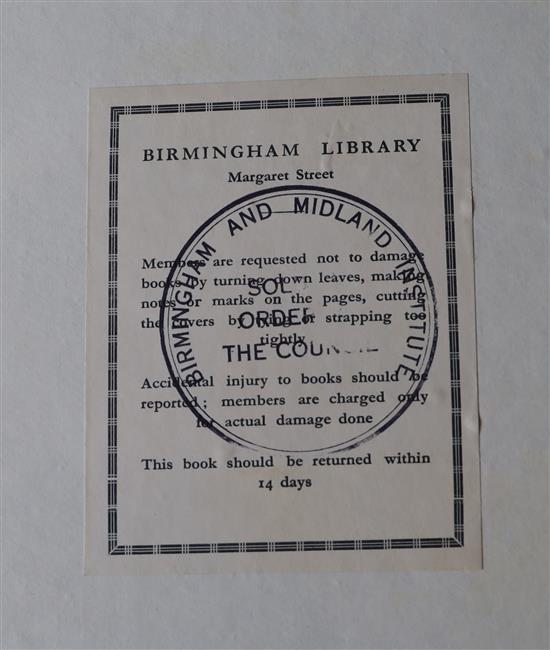 BIRMINGHAM LIBRARY
Margaret Street
BIRMINGHAM AND MIDLAND INSTITUTE
Members are requested not to damage
books by turning down leaves, making
notes or marks on the pages, cutting
the covers by tying or strapping too
tightly
SOL
ORDER
THE COUNCIL
Accidental injury to books should be
reported; members are charged only
for actual damage done
This book should be returned within
14 days